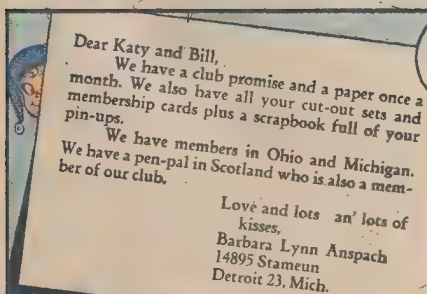 Dear Katy and Bill,
We have a club promise and a paper once a
month. We also have all your cut-out sets and
membership cards plus a scrapbook full of your
pin-ups.
We have members in Ohio and Michigan.
We have a pen-pal in Scotland who is also a mem-
ber of our club.
Love and lots an' lots of
kisses,
Barbara Lynn Anspach
14895 Stameun
Detroit 23, Mich.